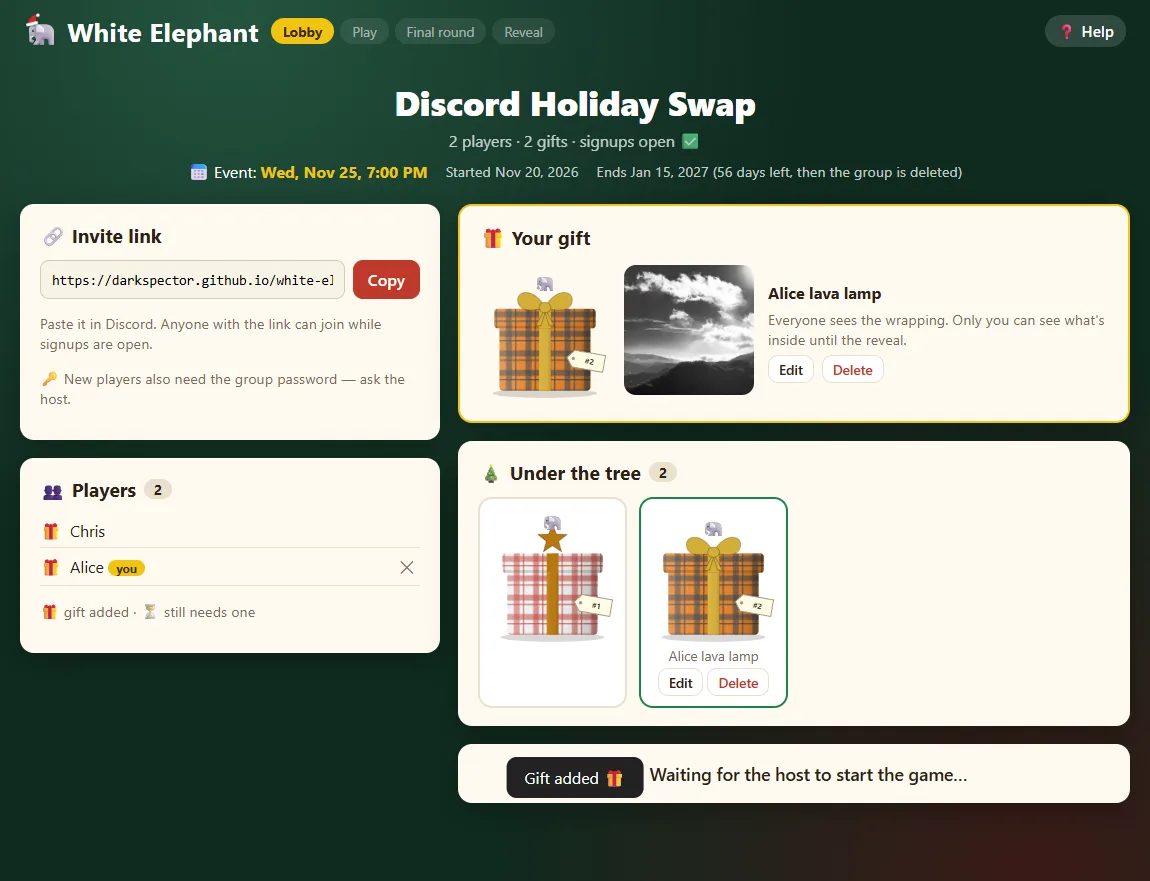 White Elephant
Lobby
Play
Final round
Reveal
❓ Help
Discord Holiday Swap
2 players · 2 gifts · signups open ✅
📅 Event: Wed, Nov 25, 7:00 PM
Started Nov 20, 2026
Ends Jan 15, 2027 (56 days left, then the group is deleted)
🔗 Invite link
https://darkspector.github.io/white-el
Copy
Paste it in Discord. Anyone with the link can join while
signups are open.
🔑 New players also need the group password — ask the
host.
👥 Players 2
🎁 Chris
🎁 Alice you
🎁 gift added · ⏳ still needs one
🎁 Your gift
#2
Alice lava lamp
Everyone sees the wrapping. Only you can see what's
inside until the reveal.
Edit
Delete
🎄 Under the tree 2
#1
#2
Alice lava lamp
Edit
Delete
Gift added 🎁
Waiting for the host to start the game...